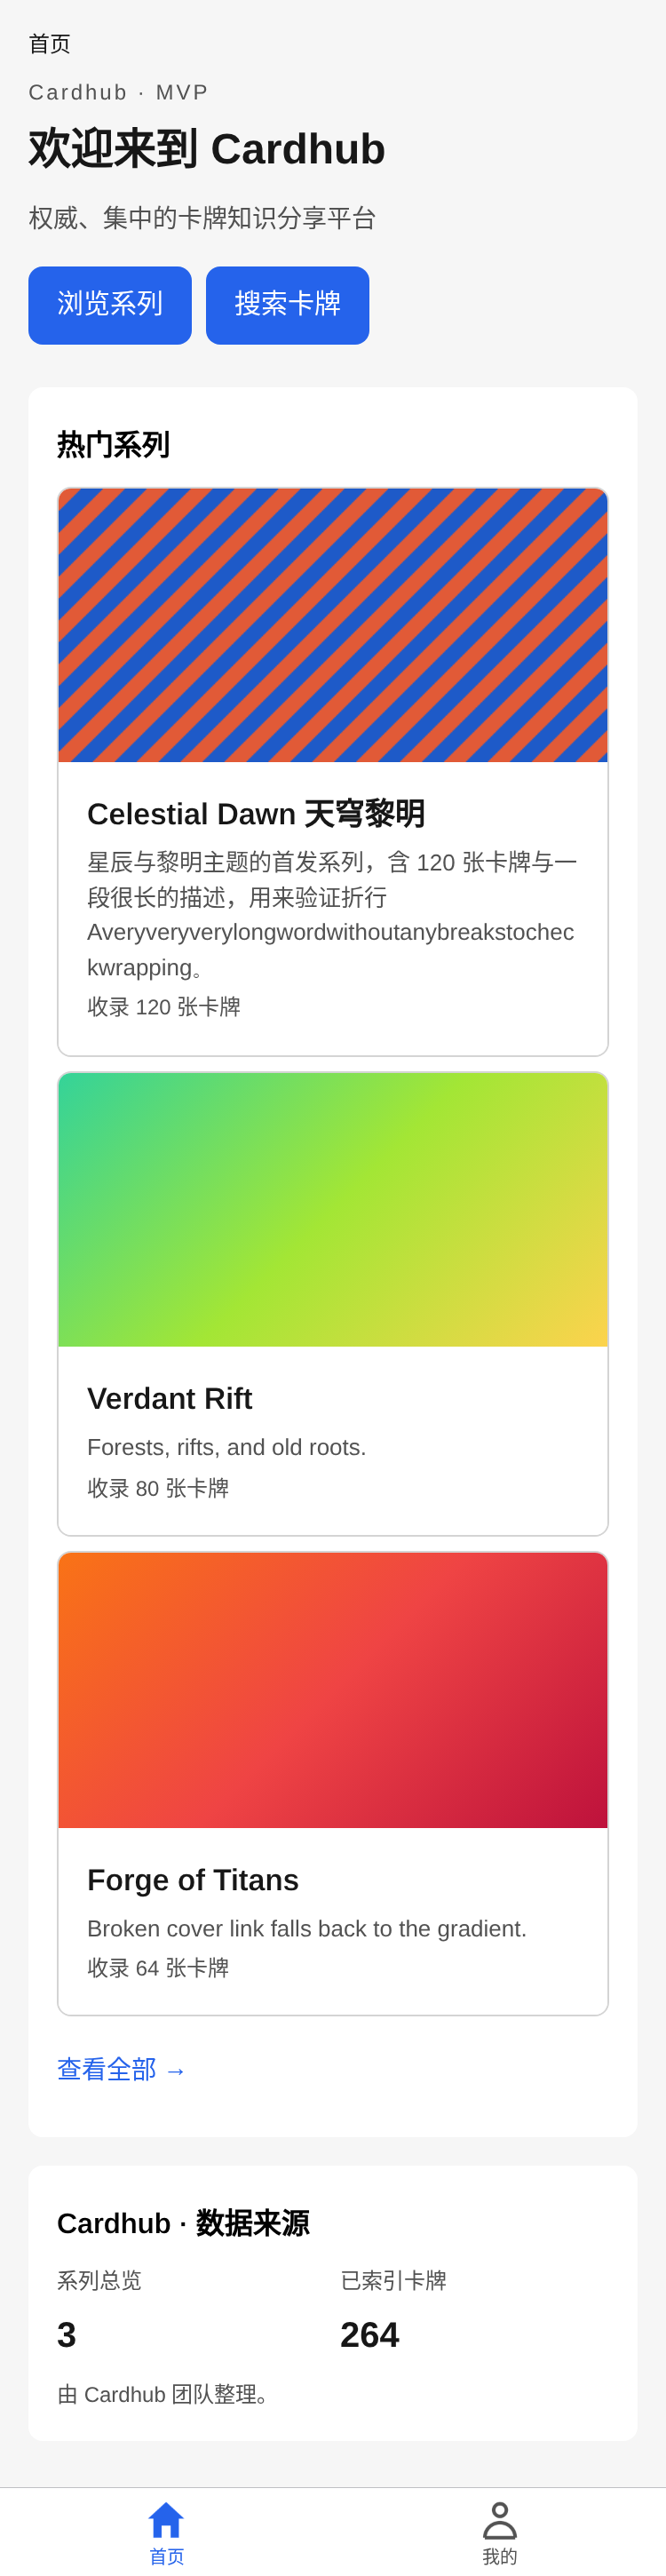 首页
Cardhub · MVP
欢迎来到 Cardhub
权威、集中的卡牌知识分享平台
浏览系列
搜索卡牌
热门系列
Celestial Dawn 天穹黎明
星辰与黎明主题的首发系列，含 120 张卡牌与一
段很长的描述，用来验证折行
Averyveryverylongwordwithoutanybreakstochec
kwrapping。
收录 120 张卡牌
Verdant Rift
Forests, rifts, and old roots.
收录 80 张卡牌
Forge of Titans
Broken cover link falls back to the gradient.
收录 64 张卡牌
查看全部 →
Cardhub · 数据来源
系列总览
已索引卡牌
3
264
由 Cardhub 团队整理。
首页
我的